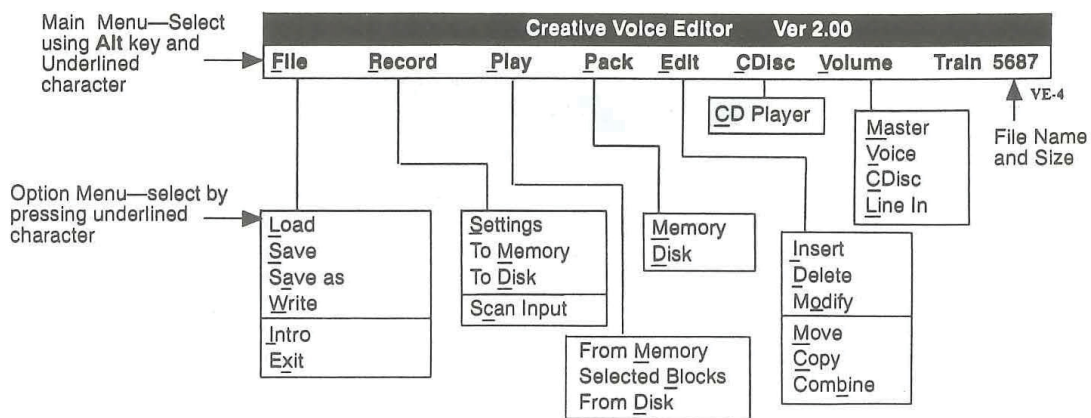 Main Menu—Select
using Alt key and
Underlined
character
Creative Voice Editor Ver 2.00
File Record Play Pack Edit CDisc Volume Train 5687
VE-4
File Name
and Size
CD Player
Master
Voice
CDisc
Line In
Option Menu—select by
pressing underlined
character
Load
Save
Save as
Write
Intro
Exit
Settings
To Memory
To Disk
Scan Input
From Memory
Selected Blocks
From Disk
Memory
Disk
Insert
Delete
Modify
Move
Copy
Combine